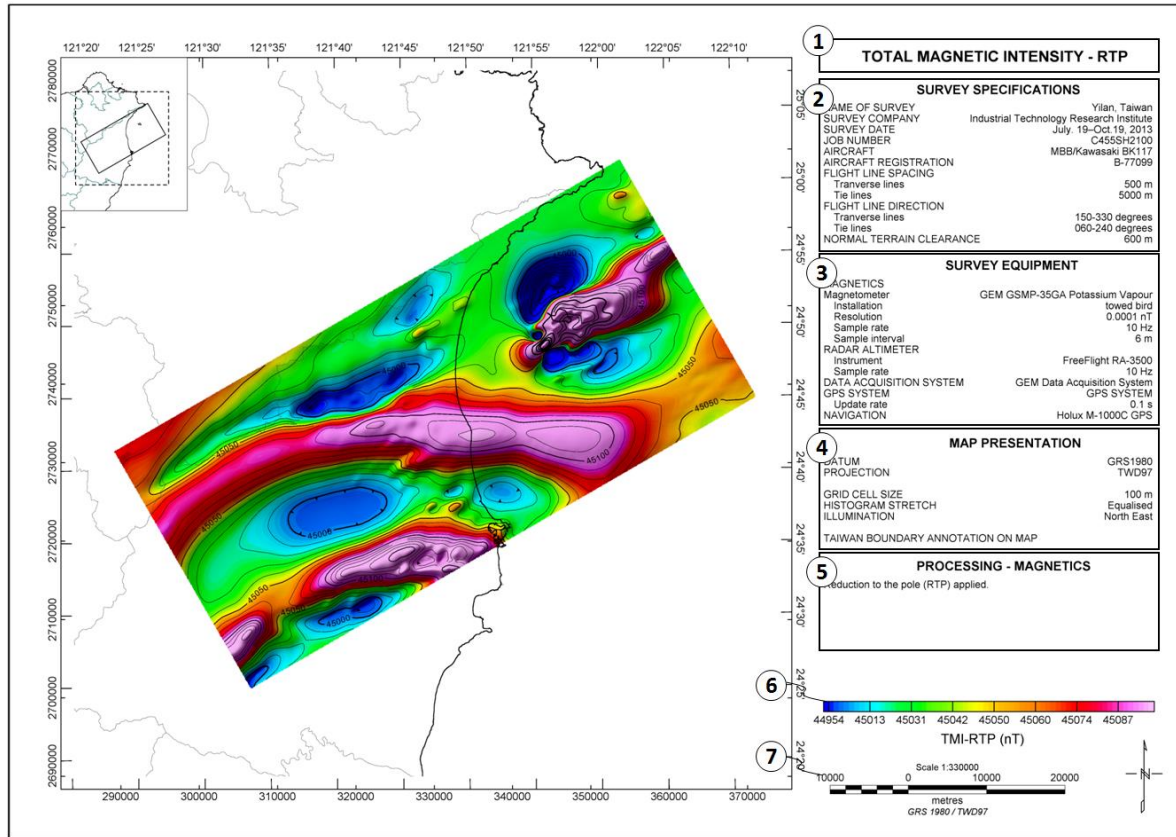 121°20' 121°25' 121°30' 121°35' 121°40' 121°45' 121°50' 121°55' 122°00' 122°05' 122°10'
2780000
2770000
2760000
2750000
2740000
2730000
2720000
2710000
2700000
2690000
25°05'
25°00'
24°55'
24°50'
24°45'
24°40'
24°35'
24°30'
24°25'
24°20'
290000 300000 310000 320000 330000 340000 350000 360000 370000
45050
45050
45050
45100
45000
45050
45050
45100
45000
1
TOTAL MAGNETIC INTENSITY - RTP
2
SURVEY SPECIFICATIONS
NAME OF SURVEY Yilan, Taiwan
SURVEY COMPANY Industrial Technology Research Institute
SURVEY DATE July. 19–Oct.19, 2013
JOB NUMBER C455SH2100
AIRCRAFT MBB/Kawasaki BK117
AIRCRAFT REGISTRATION B-77099
FLIGHT LINE SPACING
Tranverse lines 500 m
Tie lines 5000 m
FLIGHT LINE DIRECTION
Tranverse lines 150-330 degrees
Tie lines 060-240 degrees
NORMAL TERRAIN CLEARANCE 600 m
3
SURVEY EQUIPMENT
MAGNETICS
Magnetometer GEM GSMP-35GA Potassium Vapour
Installation towed bird
Resolution 0.0001 nT
Sample rate 10 Hz
Sample interval 6 m
RADAR ALTIMETER
Instrument FreeFlight RA-3500
Sample rate 10 Hz
DATA ACQUISITION SYSTEM GEM Data Acquisition System
GPS SYSTEM GPS SYSTEM
Update rate 0.1 s
NAVIGATION Holux M-1000C GPS
4
MAP PRESENTATION
DATUM GRS1980
PROJECTION TWD97
GRID CELL SIZE 100 m
HISTOGRAM STRETCH Equalised
ILLUMINATION North East
TAIWAN BOUNDARY ANNOTATION ON MAP
5
PROCESSING - MAGNETICS
Reduction to the pole (RTP) applied.
6
44954 45013 45031 45042 45050 45060 45074 45087
TMI-RTP (nT)
7
Scale 1:330000
10000 0 10000 20000
metres
GRS 1980 / TWD97
N